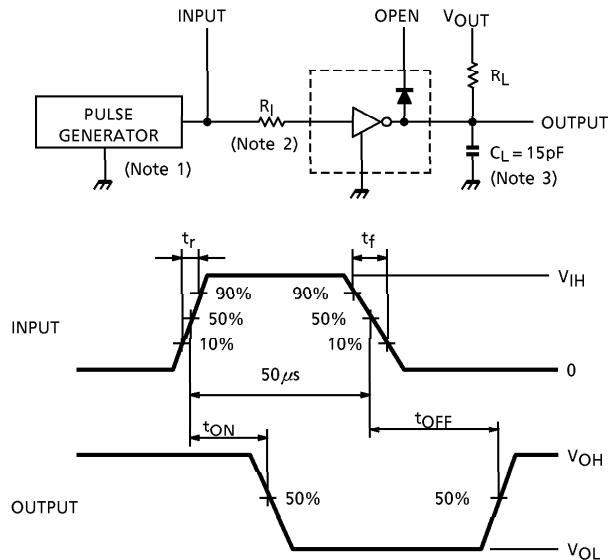 INPUT
OPEN
VOUT
PULSE
GENERATOR
(Note 1)
RI
(Note 2)
RL
OUTPUT
CL = 15pF
(Note 3)
tr
tf
VIH
90%
90%
INPUT
50%
50%
10%
10%
0
50μs
tON
tOFF
VOH
OUTPUT
50%
50%
VOL